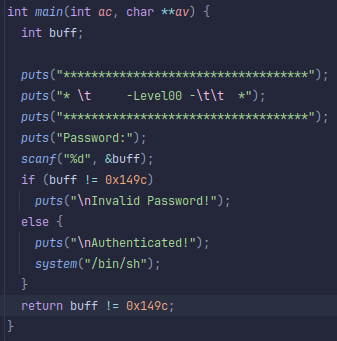 int main(int ac, char **av) {
  int buff;

  puts("***********************************");
  puts("* \t     -Level00 -\t\t  *");
  puts("***********************************");
  puts("Password:");
  scanf("%d", &buff);
  if (buff != 0x149c)
    puts("\nInvalid Password!");
  else {
    puts("\nAuthenticated!");
    system("/bin/sh");
  }
  return buff != 0x149c;
}